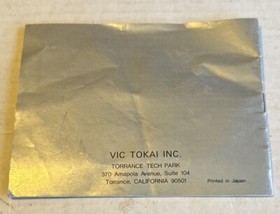 VIC TOKAI INC.
TORRANCE TECH PARK
370 Amapola Avenue, Suite 104
Torrance, CALIFORNIA 90501
Printed in Japan